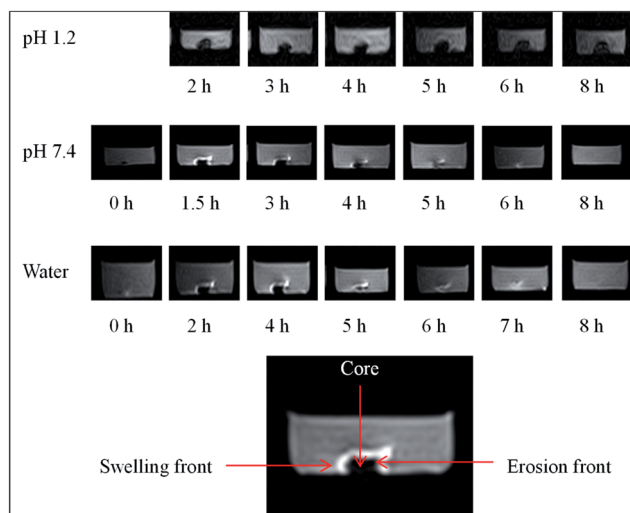 pH 1.2
2 h 3 h 4 h 5 h 6 h 8 h
pH 7.4
0 h 1.5 h 3 h 4 h 5 h 6 h 8 h
Water
0 h 2 h 4 h 5 h 6 h 7 h 8 h
Core
Swelling front
Erosion front